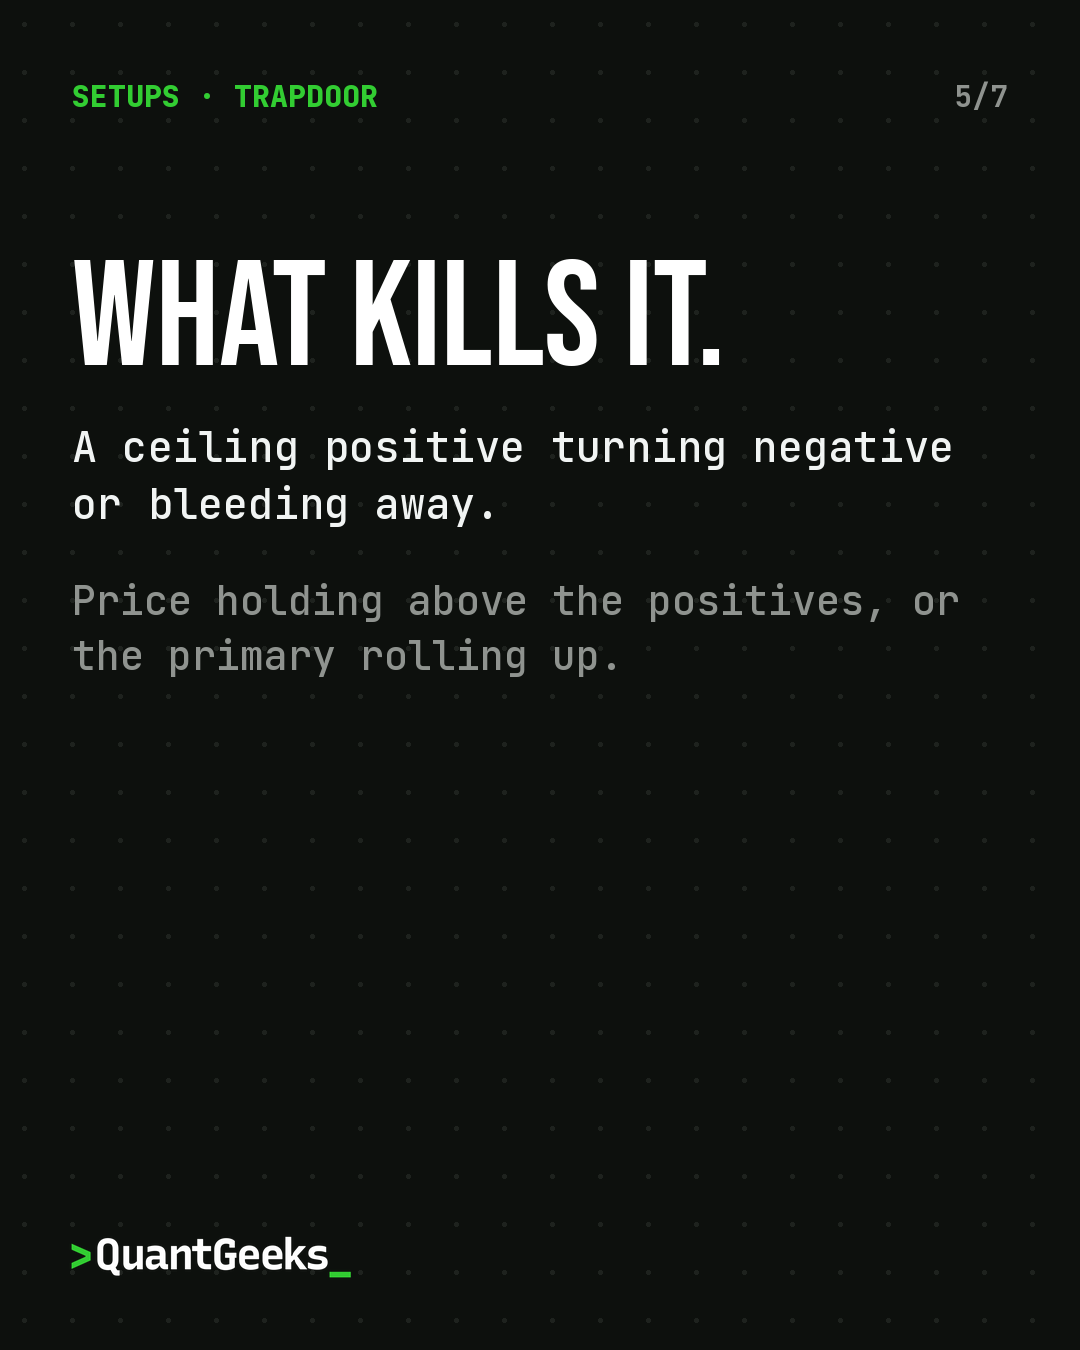 SETUPS · TRAPDOOR
5/7
WHAT KILLS IT.
A ceiling positive turning negative
or bleeding away.
Price holding above the positives, or
the primary rolling up.
>QuantGeeks_